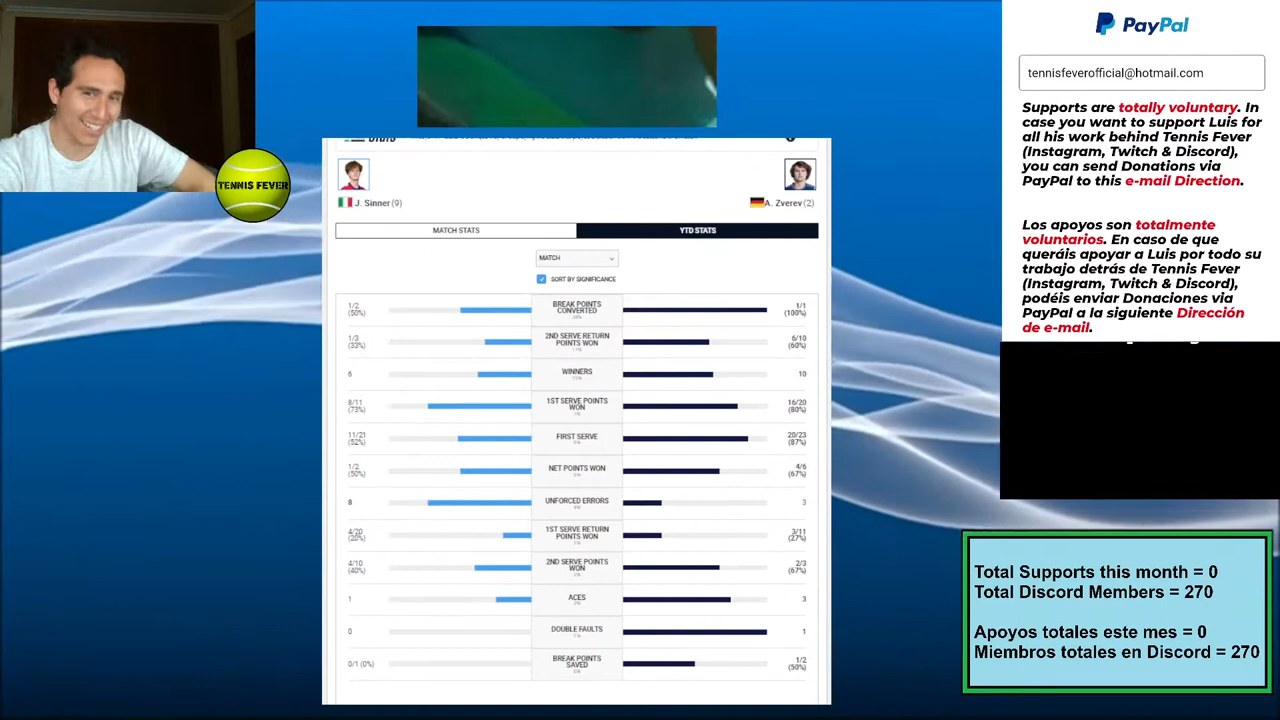 TENNIS FEVER
J. Sinner (9)
A. Zverev (2)
MATCH STATS
YTD STATS
MATCH
SORT BY SIGNIFICANCE
1/2
(50%)
BREAK POINTS
CONVERTED
1/1
(100%)
1/3
(33%)
2ND SERVE RETURN
POINTS WON
6/10
(60%)
6
WINNERS
10
8/11
(73%)
1ST SERVE POINTS
WON
16/20
(80%)
11/21
(52%)
FIRST SERVE
20/23
(87%)
1/2
(50%)
NET POINTS WON
4/6
(67%)
8
UNFORCED ERRORS
3
4/20
(20%)
1ST SERVE RETURN
POINTS WON
3/11
(27%)
4/10
(40%)
2ND SERVE POINTS
WON
2/3
(67%)
1
ACES
3
0
DOUBLE FAULTS
1
0/1 (0%)
BREAK POINTS
SAVED
1/2
(50%)
PayPal
tennisfeverofficial@hotmail.com
Supports are totally voluntary. In
case you want to support Luis for
all his work behind Tennis Fever
(Instagram, Twitch & Discord),
you can send Donations via
PayPal to this e-mail Direction.
Los apoyos son totalmente
voluntarios. En caso de que
queráis apoyar a Luis por todo su
trabajo detrás de Tennis Fever
(Instagram, Twitch & Discord),
podéis enviar Donaciones via
PayPal a la siguiente Dirección
de e-mail.
Total Supports this month = 0
Total Discord Members = 270
Apoyos totales este mes = 0
Miembros totales en Discord = 270